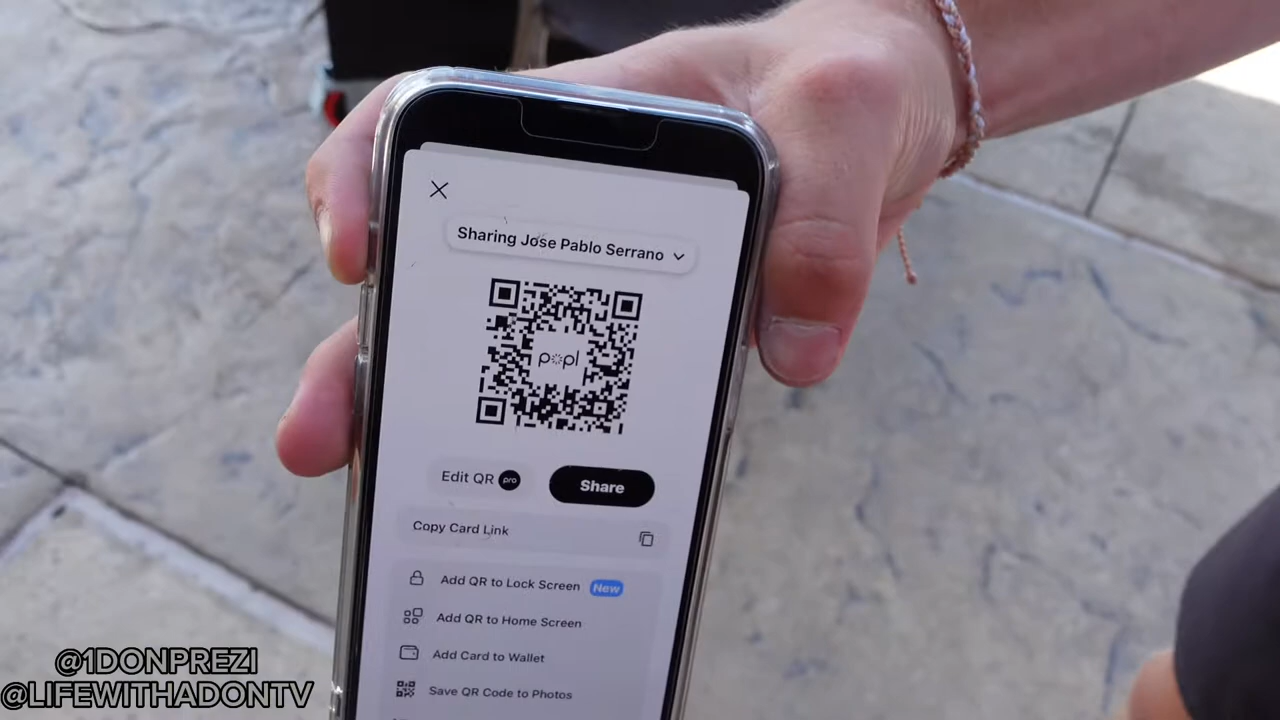 Sharing Jose Pablo Serrano
popl
Edit QR pro
Share
Copy Card Link
Add QR to Lock Screen New
Add QR to Home Screen
Add Card to Wallet
Save QR Code to Photos
@1DONPREZI
@LIFEWITHADONTV